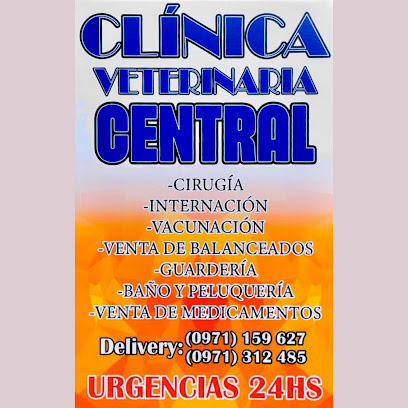 CLÍNICA
VETERINARIA
CENTRAL
-CIRUGÍA
-INTERNACIÓN
-VACUNACIÓN
-VENTA DE BALANCEADOS
-GUARDERÍA
-BAÑO Y PELUQUERÍA
-VENTA DE MEDICAMENTOS
Delivery: (0971) 159 627
(0971) 312 485
URGENCIAS 24HS